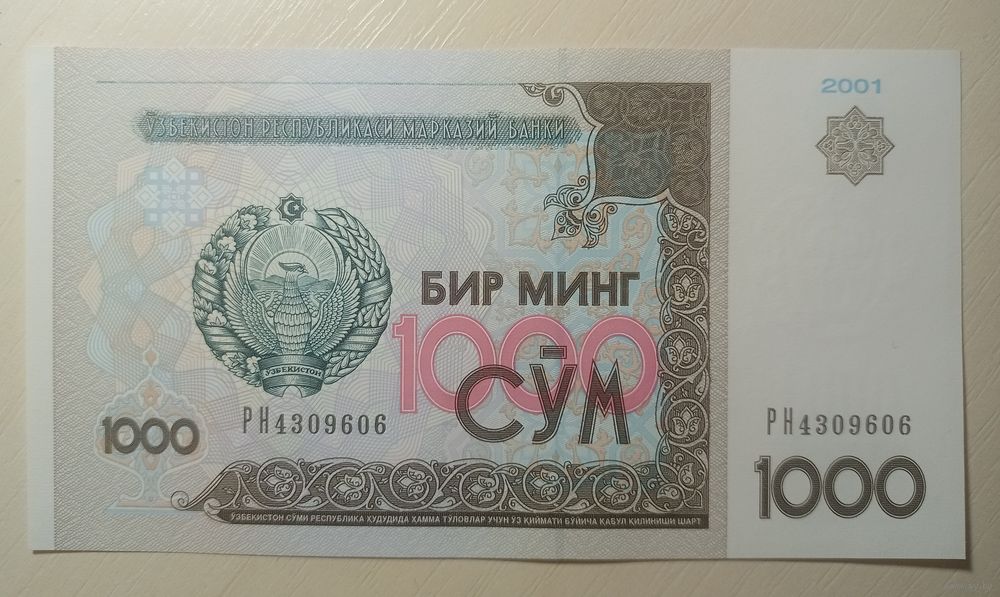 2001
ЎЗБЕКИСТОН РЕСПУБЛИКАСИ МАРКАЗИЙ БАНКИ
БИР МИНГ
1000
СЎМ
ЎЗБЕКИСТОН
РН4309606
РН4309606
1000
1000
ЎЗБЕКИСТОН СЎМИ РЕСПУБЛИКА ҲУДУДИДА ҲАММА ТЎЛОВЛАР УЧУН ЎЗ ҚИЙМАТИ БЎЙИЧА ҚАБУЛ ҚИЛИНИШИ ШАРТ